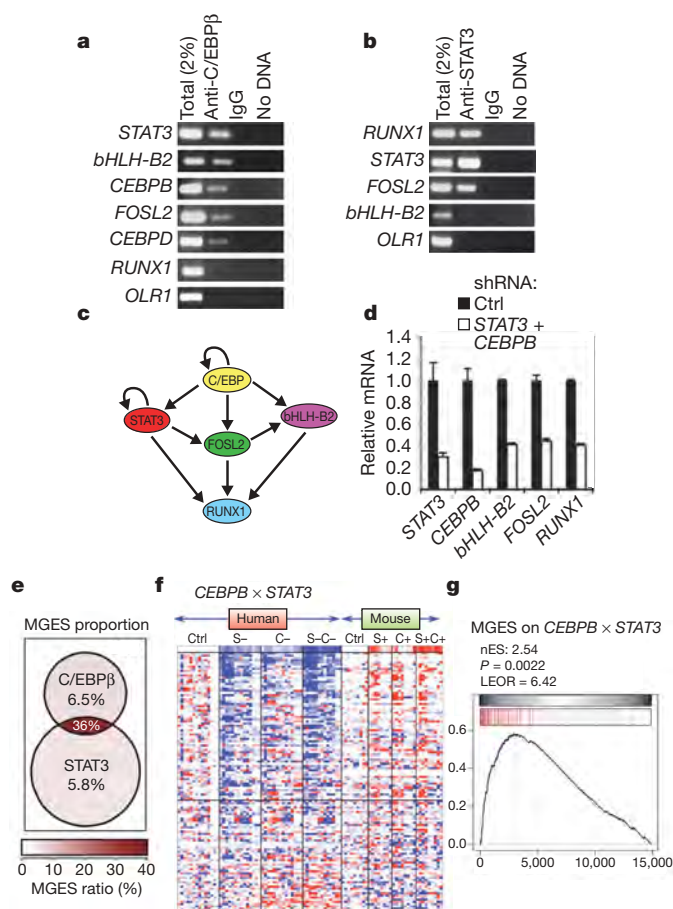 a
Total (2%)
Anti-C/EBPβ
IgG
No DNA
STAT3
bHLH-B2
CEBPB
FOSL2
CEBPD
RUNX1
OLR1
b
Total (2%)
Anti-STAT3
IgG
No DNA
RUNX1
STAT3
FOSL2
bHLH-B2
OLR1
c
C/EBP
STAT3
bHLH-B2
FOSL2
RUNX1
d
shRNA:
Ctrl
STAT3 +
CEBPB
Relative mRNA
1.4
1.2
1.0
0.8
0.6
0.4
0.2
0.0
STAT3
CEBPB
bHLH-B2
FOSL2
RUNX1
e
MGES proportion
C/EBPβ
6.5%
36%
STAT3
5.8%
0 10 20 30 40
MGES ratio (%)
f
CEBPB × STAT3
Human Mouse
Ctrl S– C– S–C– Ctrl S+ C+ S+C+
g
MGES on CEBPB × STAT3
nES: 2.54
P = 0.0022
LEOR = 6.42
0.6
0.4
0.2
0.0
0 5,000 10,000 15,000